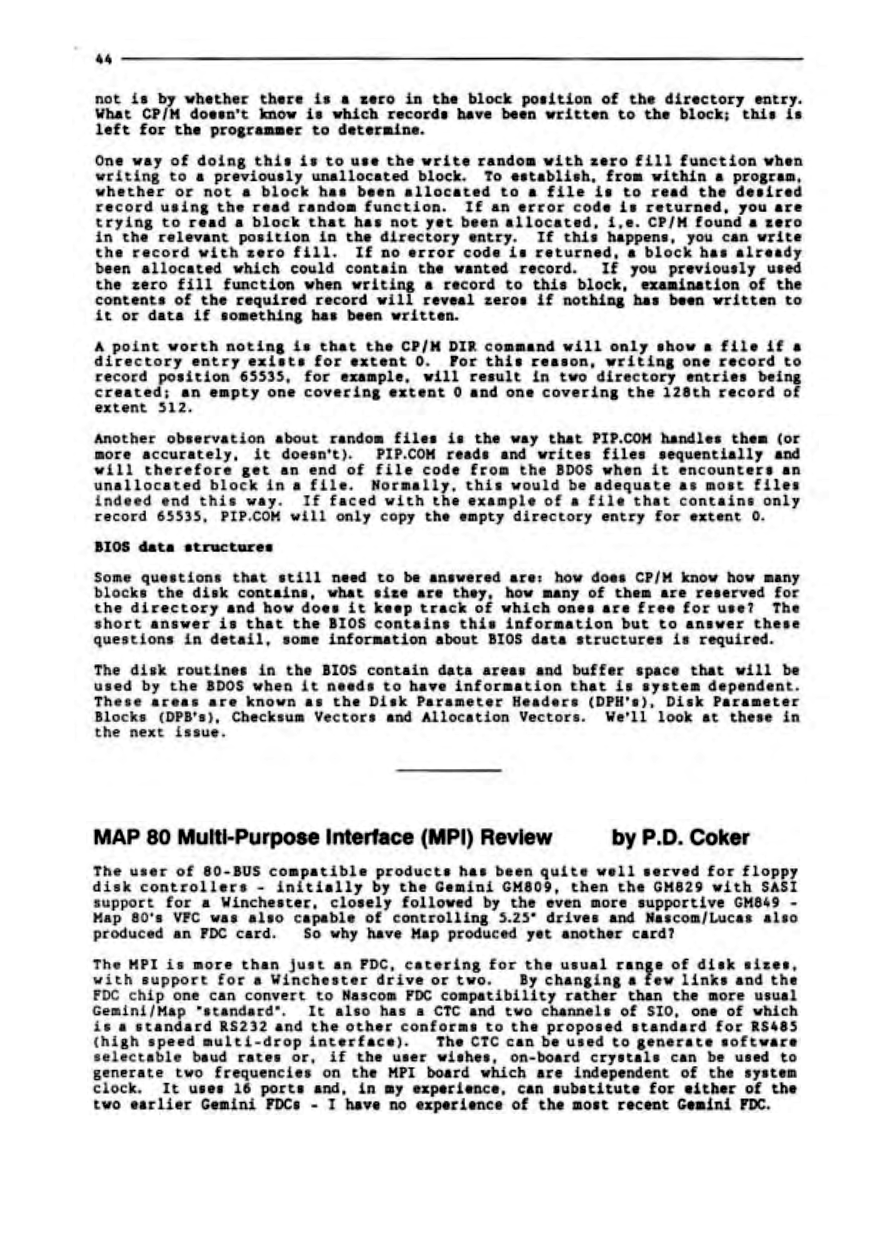 44
not is by whether there is a zero in the block position of the directory entry.
What CP/M doesn't know is which records have been written to the block; this is
left for the programmer to determine.
One way of doing this is to use the write random with zero fill function when
writing to a previously unallocated block. To establish, from within a program,
whether or not a block has been allocated to a file is to read the desired
record using the read random function. If an error code is returned, you are
trying to read a block that has not yet been allocated, i.e. CP/M found a zero
in the relevant position in the directory entry. If this happens, you can write
the record with zero fill. If no error code is returned, a block has already
been allocated which could contain the wanted record. If you previously used
the zero fill function when writing a record to this block, examination of the
contents of the required record will reveal zeros if nothing has been written to
it or data if something has been written.
A point worth noting is that the CP/M DIR command will only show a file if a
directory entry exists for extent 0. For this reason, writing one record to
record position 65535, for example, will result in two directory entries being
created; an empty one covering extent 0 and one covering the 128th record of
extent 512.
Another observation about random files is the way that PIP.COM handles them (or
more accurately, it doesn't). PIP.COM reads and writes files sequentially and
will therefore get an end of file code from the BDOS when it encounters an
unallocated block in a file. Normally, this would be adequate as most files
indeed end this way. If faced with the example of a file that contains only
record 65535, PIP.COM will only copy the empty directory entry for extent 0.
BIOS data structures
Some questions that still need to be answered are: how does CP/M know how many
blocks the disk contains, what size are they, how many of them are reserved for
the directory and how does it keep track of which ones are free for use? The
short answer is that the BIOS contains this information but to answer these
questions in detail, some information about BIOS data structures is required.
The disk routines in the BIOS contain data areas and buffer space that will be
used by the BDOS when it needs to have information that is system dependent.
These areas are known as the Disk Parameter Headers (DPH's), Disk Parameter
Blocks (DPB's), Checksum Vectors and Allocation Vectors. We'll look at these in
the next issue.
MAP 80 Multi-Purpose Interface (MPI) Review by P.D. Coker
The user of 80-BUS compatible products has been quite well served for floppy
disk controllers - initially by the Gemini GM809, then the GM829 with SASI
support for a Winchester, closely followed by the even more supportive GM849 -
Map 80's VFC was also capable of controlling 5.25" drives and Nascom/Lucas also
produced an FDC card. So why have Map produced yet another card?
The MPI is more than just an FDC, catering for the usual range of disk sizes,
with support for a Winchester drive or two. By changing a few links and the
FDC chip one can convert to Nascom FDC compatibility rather than the more usual
Gemini/Map "standard". It also has a CTC and two channels of SIO, one of which
is a standard RS232 and the other conforms to the proposed standard for RS485
(high speed multi-drop interface). The CTC can be used to generate software
selectable baud rates or, if the user wishes, on-board crystals can be used to
generate two frequencies on the MPI board which are independent of the system
clock. It uses 16 ports and, in my experience, can substitute for either of the
two earlier Gemini FDCs - I have no experience of the most recent Gemini FDC.